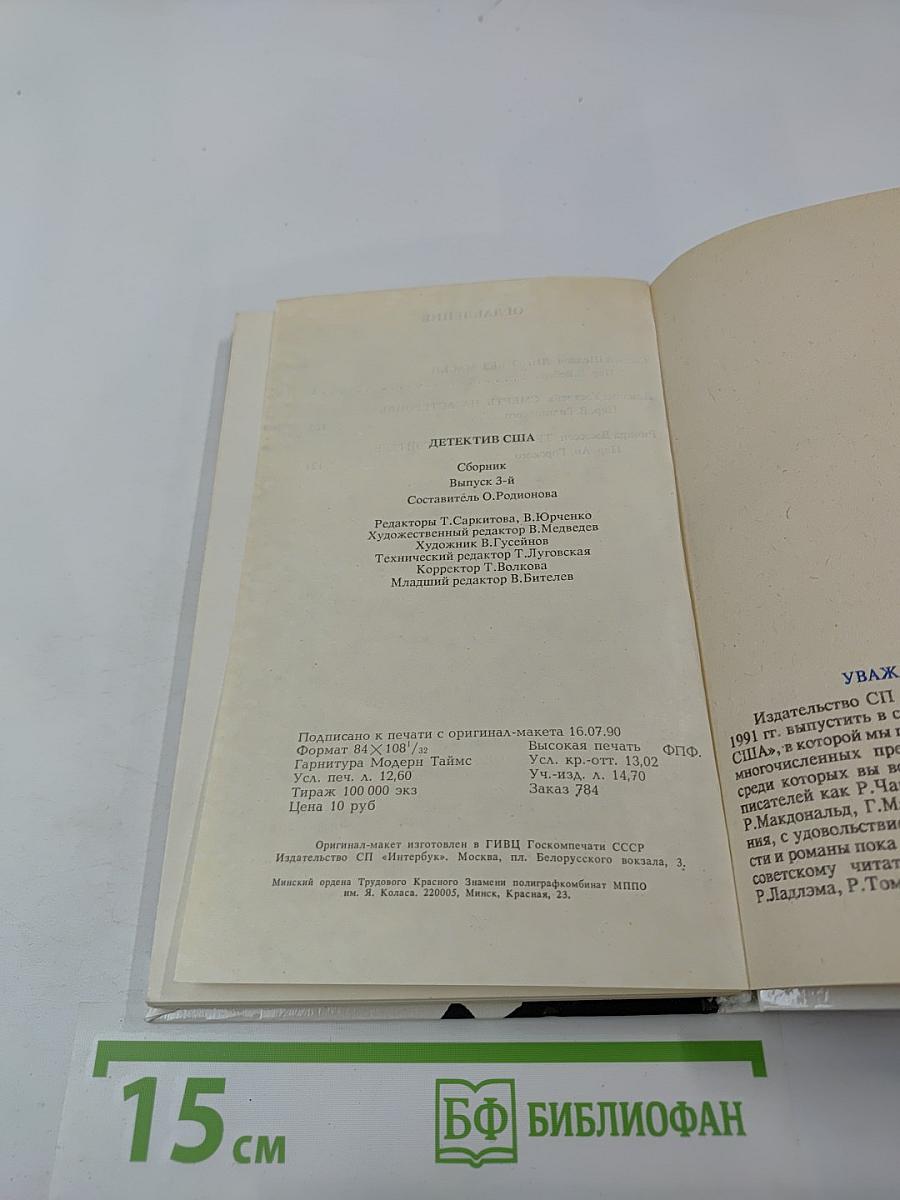 ДЕТЕКТИВ США
Сборник
Выпуск 3-й
Составитель О.Родионова
Редакторы Т.Саркитова, В.Юрченко
Художественный редактор В.Медведев
Художник В.Гусейнов
Технический редактор Т.Луговская
Корректор Т.Волкова
Младший редактор В.Бителев
Подписано к печати с оригинал-макета 16.07.90
Формат 84×108¹/₃₂ Высокая печать ФПФ.
Гарнитура Модерн Таймс Усл. кр.-отт. 13,02
Усл. печ. л. 12,60 Уч.-изд. л. 14,70
Тираж 100 000 экз Заказ 784
Цена 10 руб
Оригинал-макет изготовлен в ГИВЦ Госкомпечати СССР
Издательство СП «Интербук». Москва, пл. Белорусского вокзала, 3.
Минский ордена Трудового Красного Знамени полиграфкомбинат МППО
им. Я. Коласа. 220005, Минск, Красная, 23.
УВАЖ
Издательство СП
1991 гг. выпустить в с
США», в которой мы п
многочисленных пре
среди которых вы вс
писателей как Р.Ча
Р.Макдональд, Г.М
ния, с удовольстви
сти и романы пока
советскому читат
Р.Ладлэма, Р.Том
15 см
БФ БИБЛИОФАН